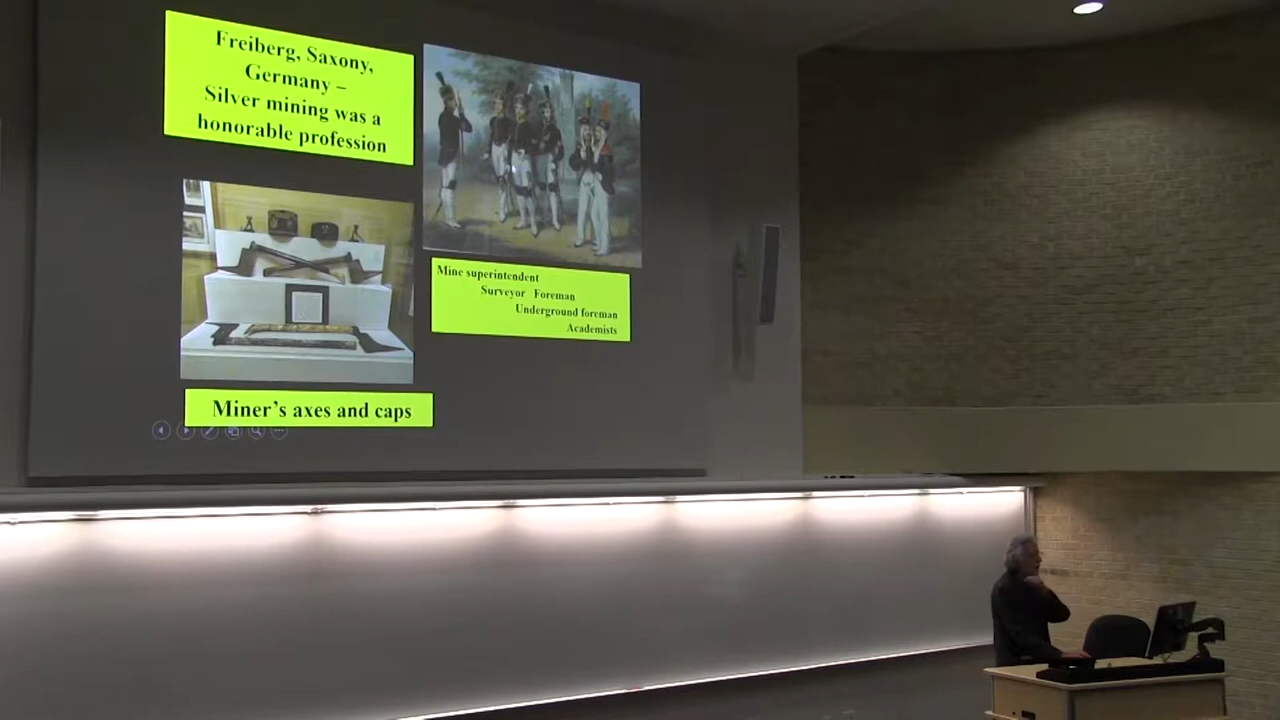 Freiberg, Saxony,
Germany –
Silver mining was a
honorable profession
Mine superintendent
Surveyor Foreman
Underground foreman
Academists
Miner's axes and caps